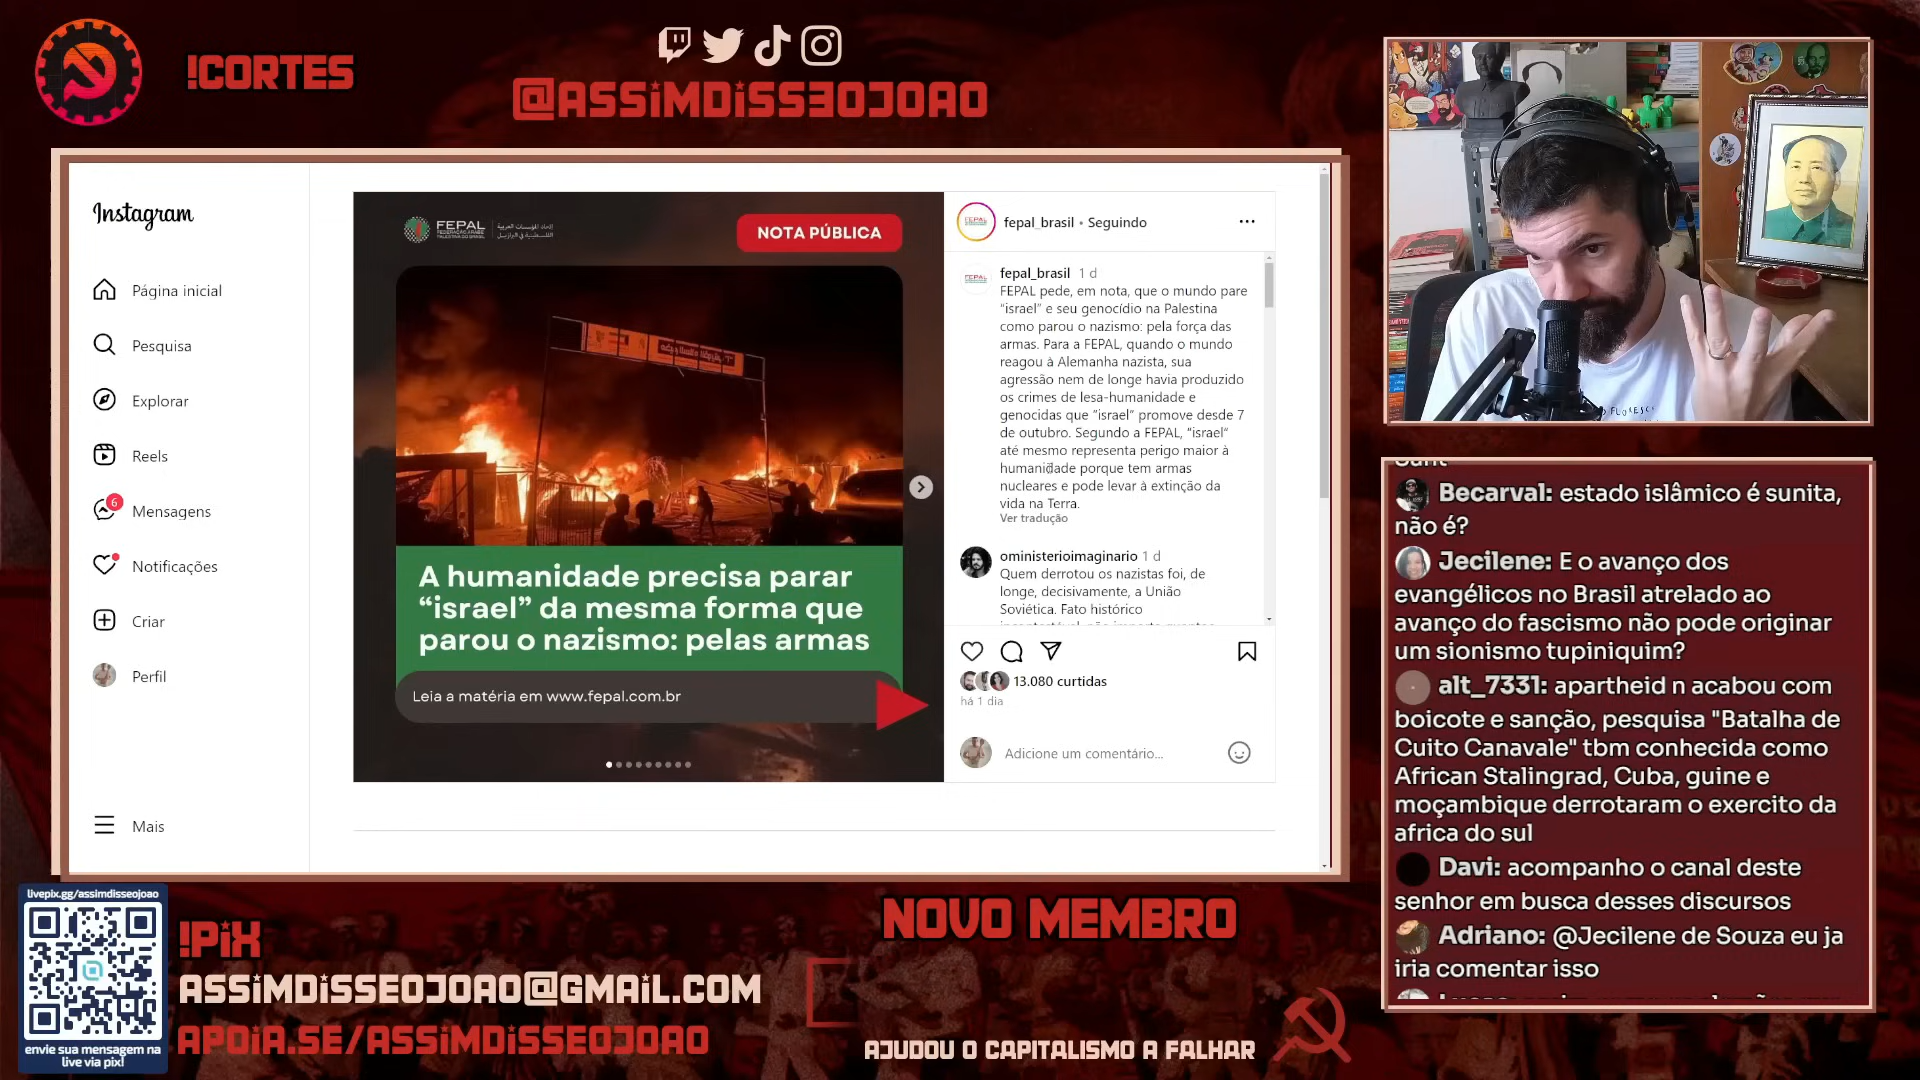 !CORTES
@ASSIMDISSEOJOAO
Instagram
Página inicial
Pesquisa
Explorar
Reels
6
Mensagens
Notificações
Criar
Perfil
Mais
FEPAL
NOTA PÚBLICA
A humanidade precisa parar
“israel” da mesma forma que
parou o nazismo: pelas armas
Leia a matéria em www.fepal.com.br
fepal_brasil • Seguindo
fepal_brasil 1 d
FEPAL pede, em nota, que o mundo pare
“israel” e seu genocídio na Palestina
como parou o nazismo: pela força das
armas. Para a FEPAL, quando o mundo
reagou à Alemanha nazista, sua
agressão nem de longe havia produzido
os crimes de lesa-humanidade e
genocidas que “israel” promove desde 7
de outubro. Segundo a FEPAL, “israel”
até mesmo representa perigo maior à
humanidade porque tem armas
nucleares e pode levar à extinção da
vida na Terra.
Ver tradução
oministerioimaginario 1 d
Quem derrotou os nazistas foi, de
longe, decisivamente, a União
Soviética. Fato histórico
13.080 curtidas
há 1 dia
Adicione um comentário...
Becarval: estado islâmico é sunita,
não é?
Jecilene: E o avanço dos
evangélicos no Brasil atrelado ao
avanço do fascismo não pode originar
um sionismo tupiniquim?
alt_7331: apartheid n acabou com
boicote e sanção, pesquisa "Batalha de
Cuito Canavale" tbm conhecida como
African Stalingrad, Cuba, guine e
moçambique derrotaram o exercito da
africa do sul
Davi: acompanho o canal deste
senhor em busca desses discursos
Adriano: @Jecilene de Souza eu ja
iria comentar isso
livepix.gg/assimdisseojoao
envie sua mensagem na
live via pix!
!PIX
ASSIMDISSEOJOAO@GMAIL.COM
APOIA.SE/ASSIMDISSEOJOAO
NOVO MEMBRO
AJUDOU O CAPITALISMO A FALHAR